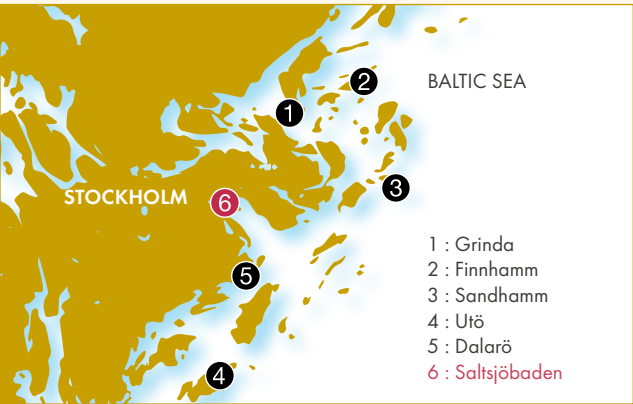 2
BALTIC SEA
1
3
STOCKHOLM
6
1 : Grinda
2 : Finnhamm
3 : Sandhamm
5
4 : Utö
5 : Dalarö
4
6 : Saltsjöbaden